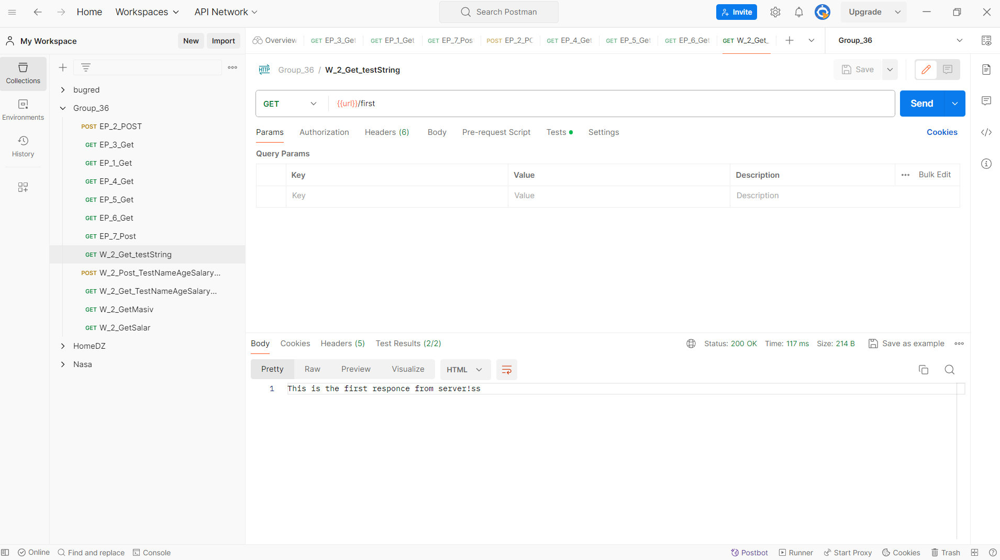 Home Workspaces API Network Search Postman Invite Upgrade
My Workspace New Import
Overview GET EP_3_Get GET EP_1_Get GET EP_7_Pos POST EP_2_PO GET EP_4_Get GET EP_5_Get GET EP_6_Get GET W_2_Get_ Group_36
Collections
Environments
History
bugred
Group_36
POST EP_2_POST
GET EP_3_Get
GET EP_1_Get
GET EP_4_Get
GET EP_5_Get
GET EP_6_Get
GET EP_7_Post
GET W_2_Get_testString
POST W_2_Post_TestNameAgeSalary...
GET W_2_Get_TestNameAgeSalary...
GET W_2_GetMasiv
GET W_2_GetSalar
HomeDZ
Nasa
HTTP Group_36 / W_2_Get_testString Save
GET {{url}}/first Send
Params Authorization Headers (6) Body Pre-request Script Tests Settings Cookies
Query Params
Key Value Description Bulk Edit
Key Value Description
Body Cookies Headers (5) Test Results (2/2) Status: 200 OK Time: 117 ms Size: 214 B Save as example
Pretty Raw Preview Visualize HTML
1 This is the first responce from server!ss
Online Find and replace Console Postbot Runner Start Proxy Cookies Trash